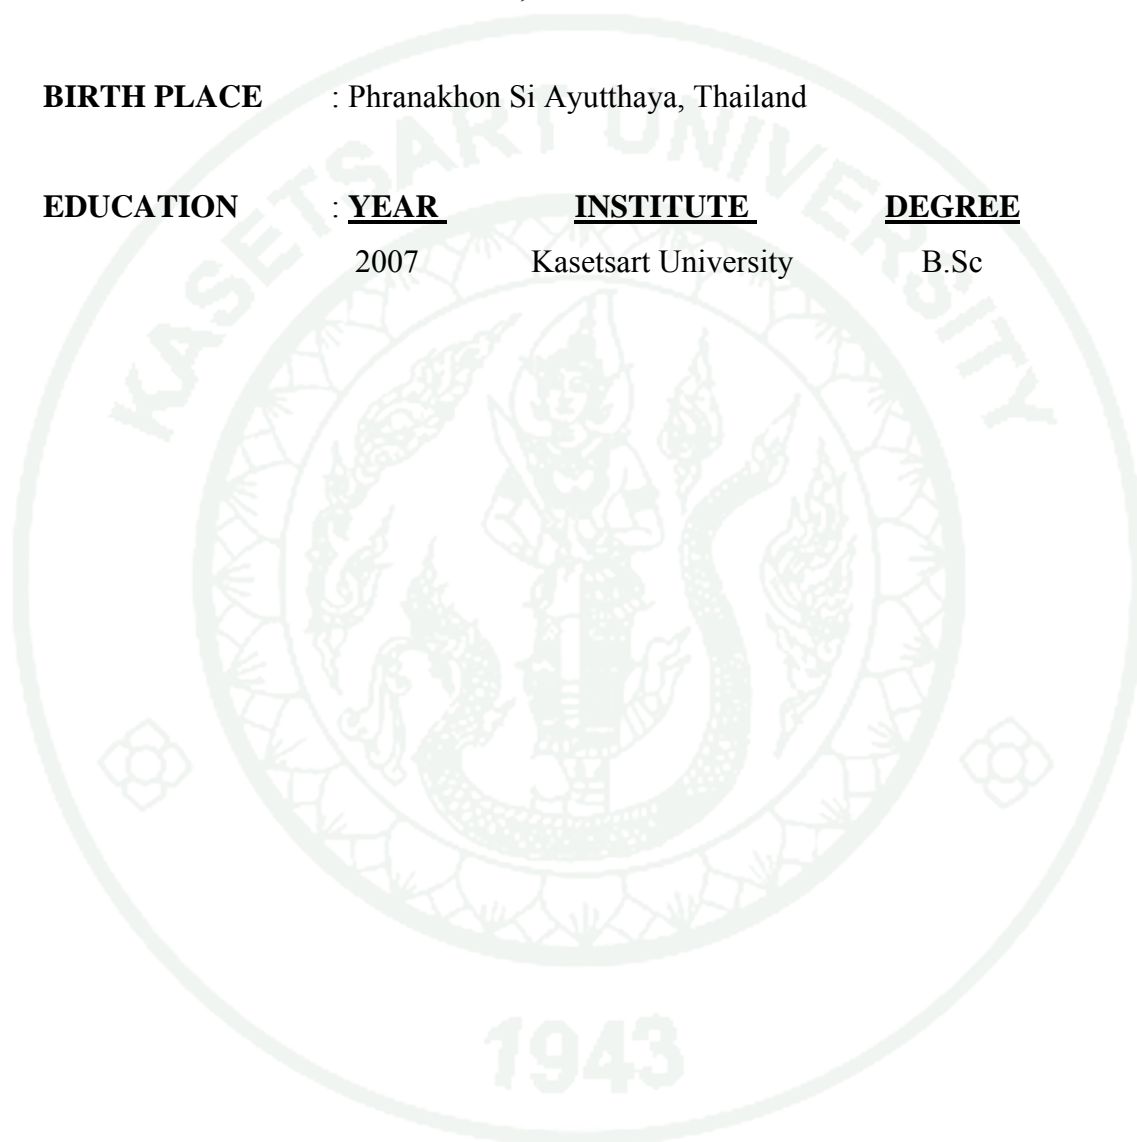 BIRTH PLACE : Phranakhon Si Ayutthaya, Thailand
EDUCATION : YEAR INSTITUTE DEGREE
2007 Kasetsart University B.Sc
KASETSART UNIVERSITY
1943